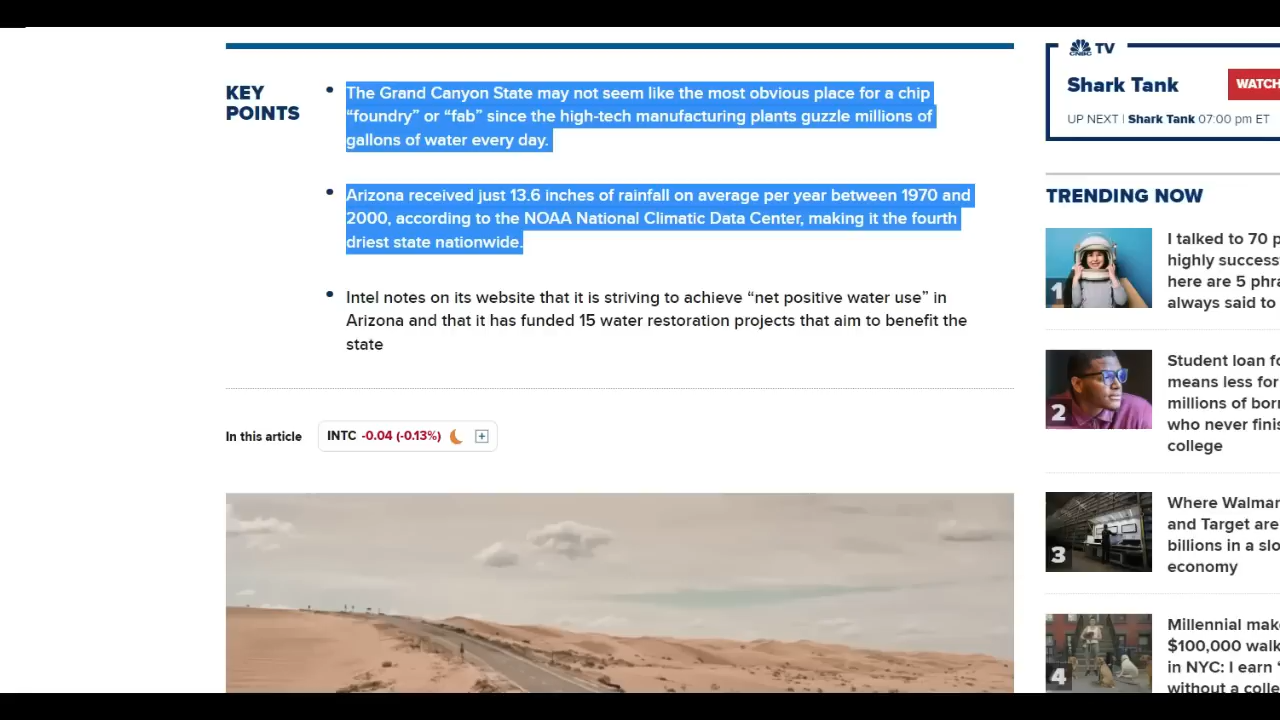 KEY
POINTS
The Grand Canyon State may not seem like the most obvious place for a chip
“foundry” or “fab” since the high-tech manufacturing plants guzzle millions of
gallons of water every day.
Arizona received just 13.6 inches of rainfall on average per year between 1970 and
2000, according to the NOAA National Climatic Data Center, making it the fourth
driest state nationwide.
Intel notes on its website that it is striving to achieve “net positive water use” in
Arizona and that it has funded 15 water restoration projects that aim to benefit the
state
In this article
INTC -0.04 (-0.13%)
CNBC TV
Shark Tank
WATCH
UP NEXT | Shark Tank 07:00 pm ET
TRENDING NOW
1
I talked to 70 p
highly success
here are 5 phra
always said to
2
Student loan fo
means less for
millions of borr
who never finis
college
3
Where Walmar
and Target are
billions in a slo
economy
4
Millennial mak
$100,000 walk
in NYC: I earn ‘
without a colle